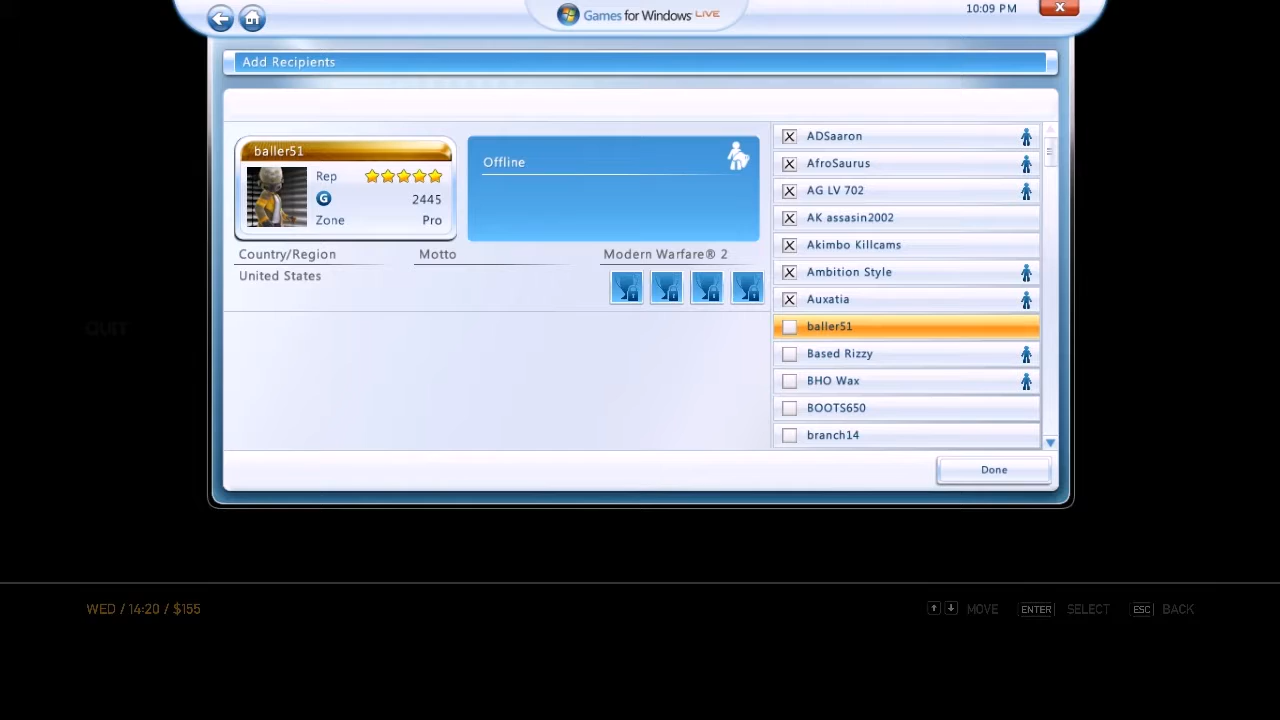 Games for Windows LIVE
10:09 PM
Add Recipients
baller51
Rep
G
2445
Zone
Pro
Offline
Country/Region
United States
Motto
Modern Warfare® 2
ADSaaron
AfroSaurus
AG LV 702
AK assasin2002
Akimbo Killcams
Ambition Style
Auxatia
baller51
Based Rizzy
BHO Wax
BOOTS650
branch14
Done
QUIT
WED / 14:20 / $155
MOVE
ENTER SELECT
ESC BACK